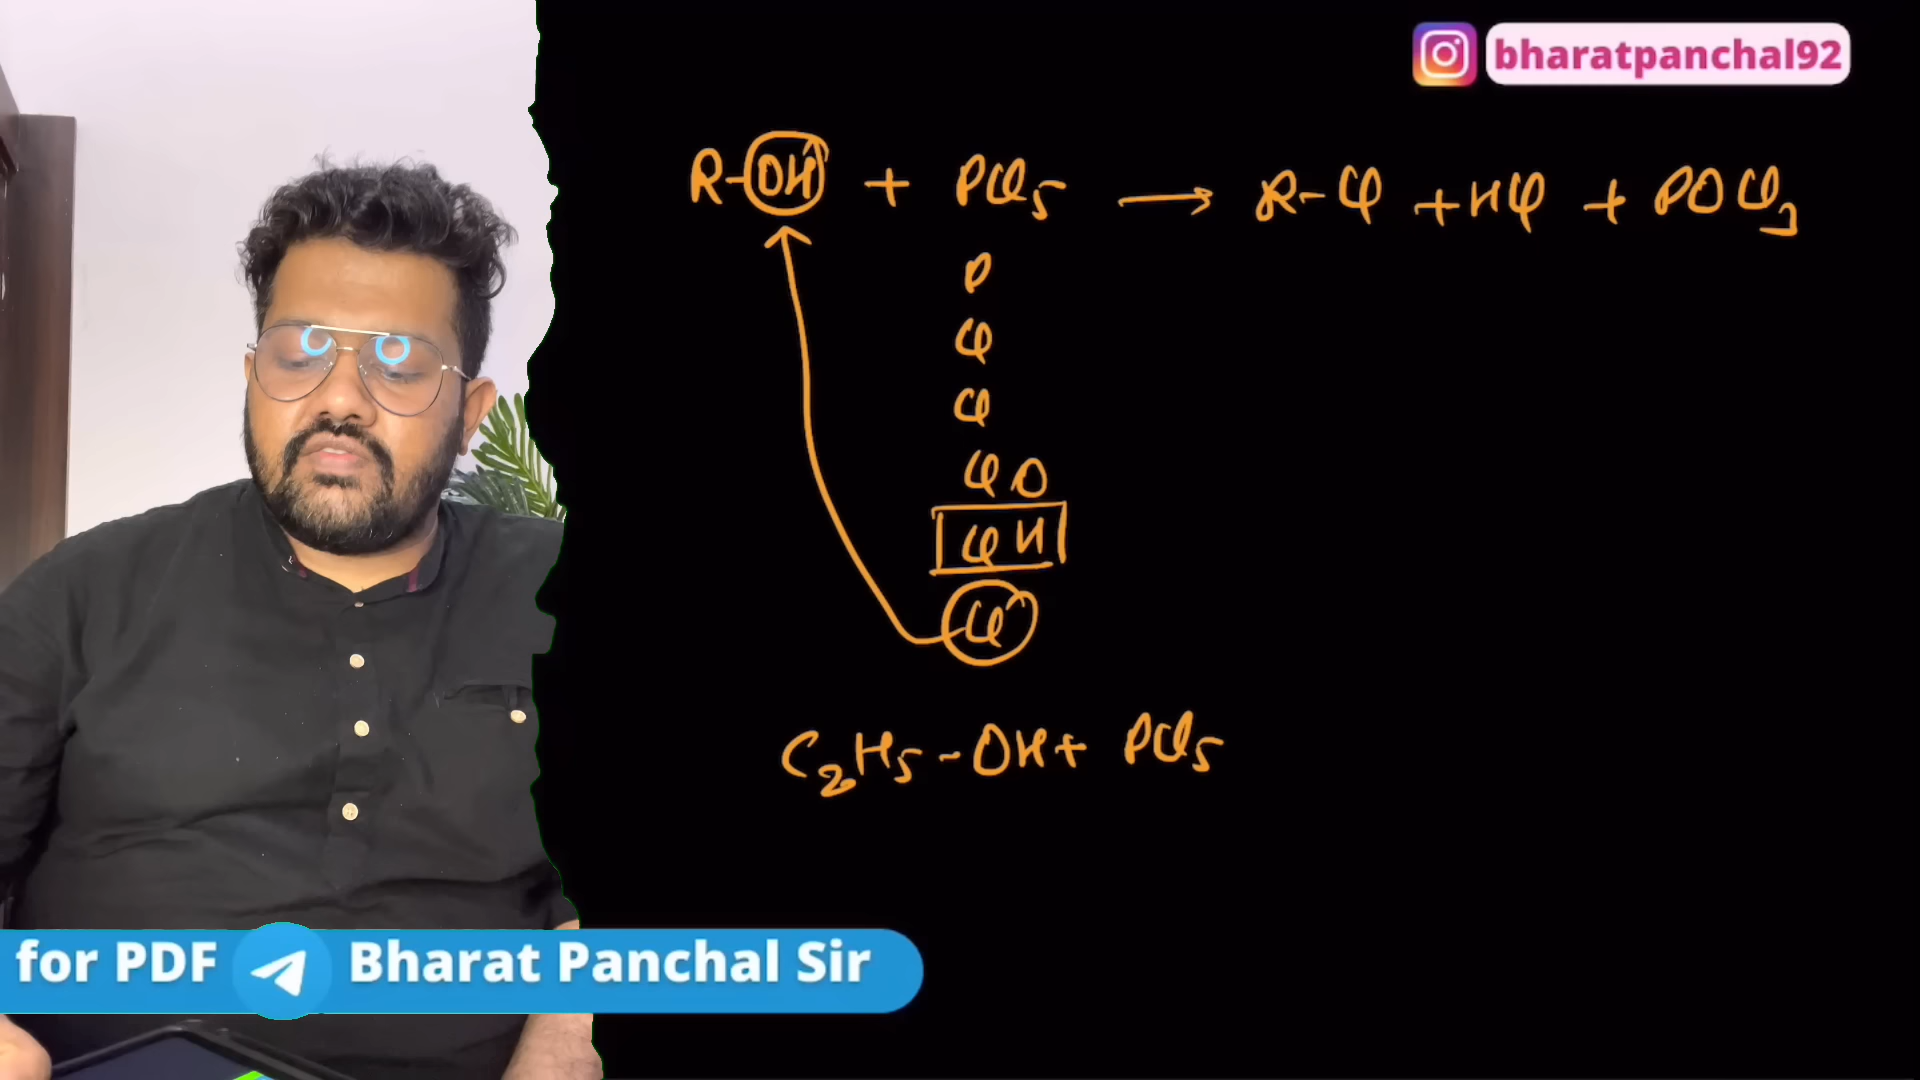 bharatpanchal92
R-OH + PCl5 → R-Cl + HCl + POCl3
P
Cl
Cl
Cl O
Cl H
Cl
C2H5-OH + PCl5
for PDF Bharat Panchal Sir